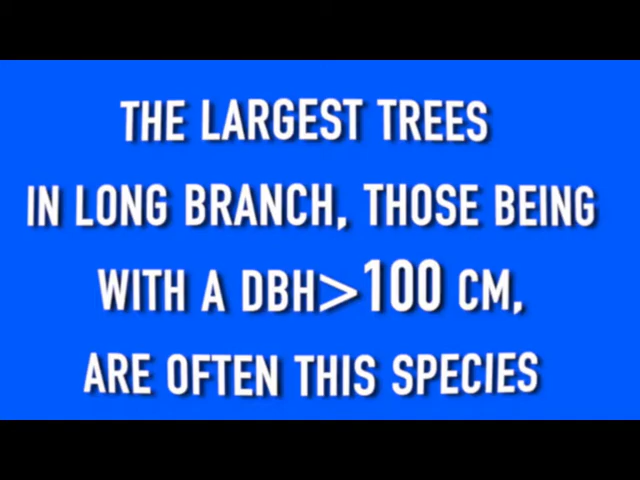 THE LARGEST TREES
IN LONG BRANCH, THOSE BEING
WITH A DBH>100 CM,
ARE OFTEN THIS SPECIES